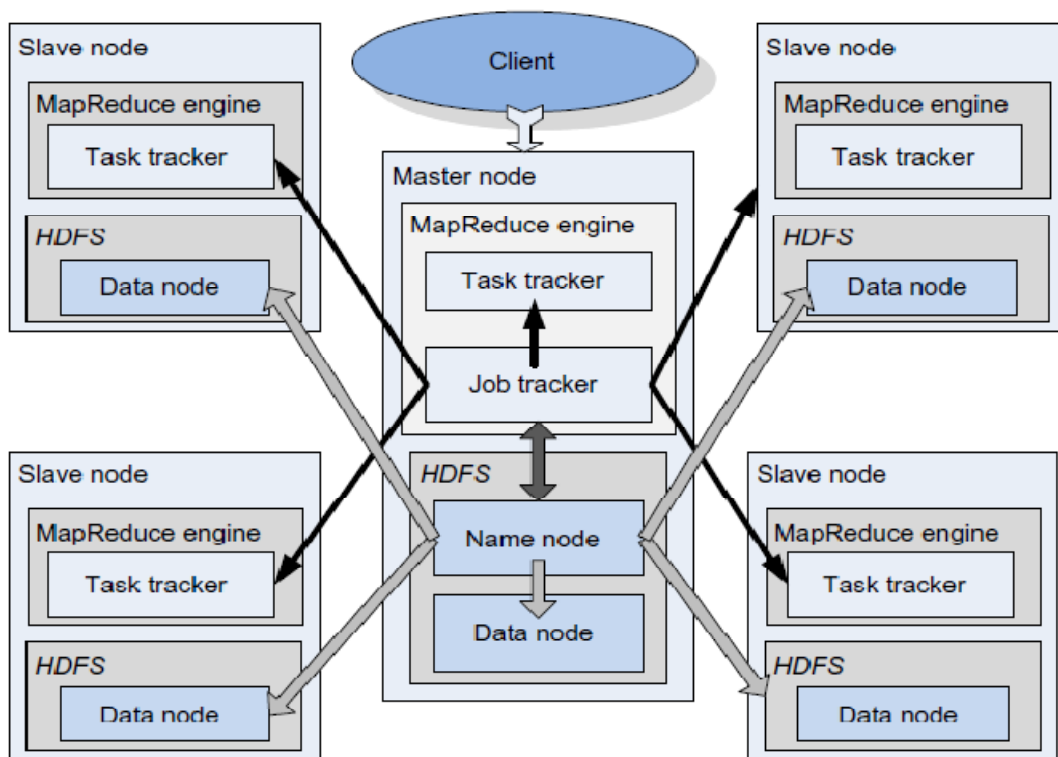 Slave node
MapReduce engine
Task tracker
HDFS
Data node
Client
Master node
MapReduce engine
Task tracker
Job tracker
HDFS
Name node
Data node
Slave node
MapReduce engine
Task tracker
HDFS
Data node
Slave node
MapReduce engine
Task tracker
HDFS
Data node
Slave node
MapReduce engine
Task tracker
HDFS
Data node